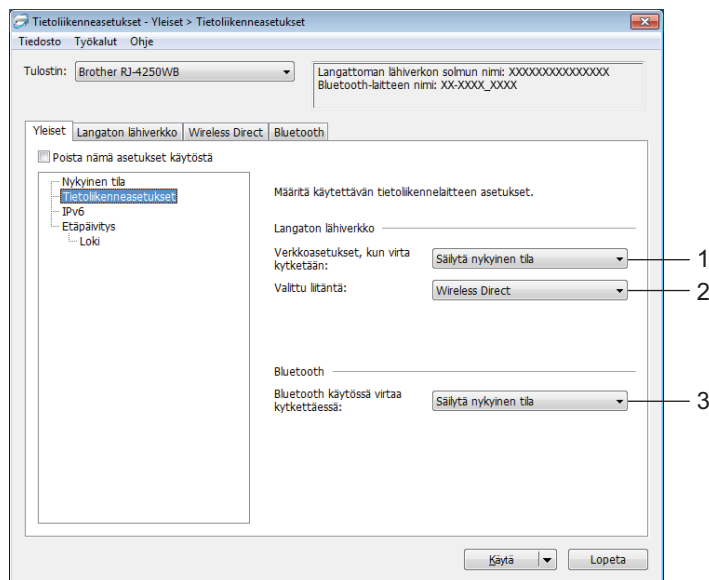 Tietoliikenneasetukset - Yleiset > Tietoliikenneasetukset
Tiedosto Työkalut Ohje
Tulostin: Brother RJ-4250WB
Langattoman lähiverkon solmun nimi: XXXXXXXXXXXXXXX
Bluetooth-laitteen nimi: XX-XXXX_XXXX
Yleiset Langaton lähiverkko Wireless Direct Bluetooth
Poista nämä asetukset käytöstä
Nykyinen tila
Tietoliikenneasetukset
IPv6
Etäpäivitys
Loki
Määritä käytettävän tietoliikennelaitteen asetukset.
Langaton lähiverkko
Verkkoasetukset, kun virta
kytketään:
Säilytä nykyinen tila
1
Valittu liitäntä:
Wireless Direct
2
Bluetooth
Bluetooth käytössä virtaa
kytkettäessä:
Säilytä nykyinen tila
3
Käytä
Lopeta